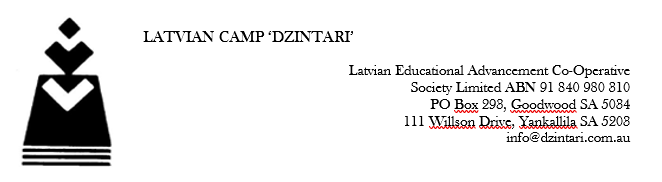 LATVIAN CAMP ‘DZINTARI’
Latvian Educational Advancement Co-Operative
Society Limited ABN 91 840 980 810
PO Box 298, Goodwood SA 5084
111 Willson Drive, Yankallila SA 5203
info@dzintari.com.au